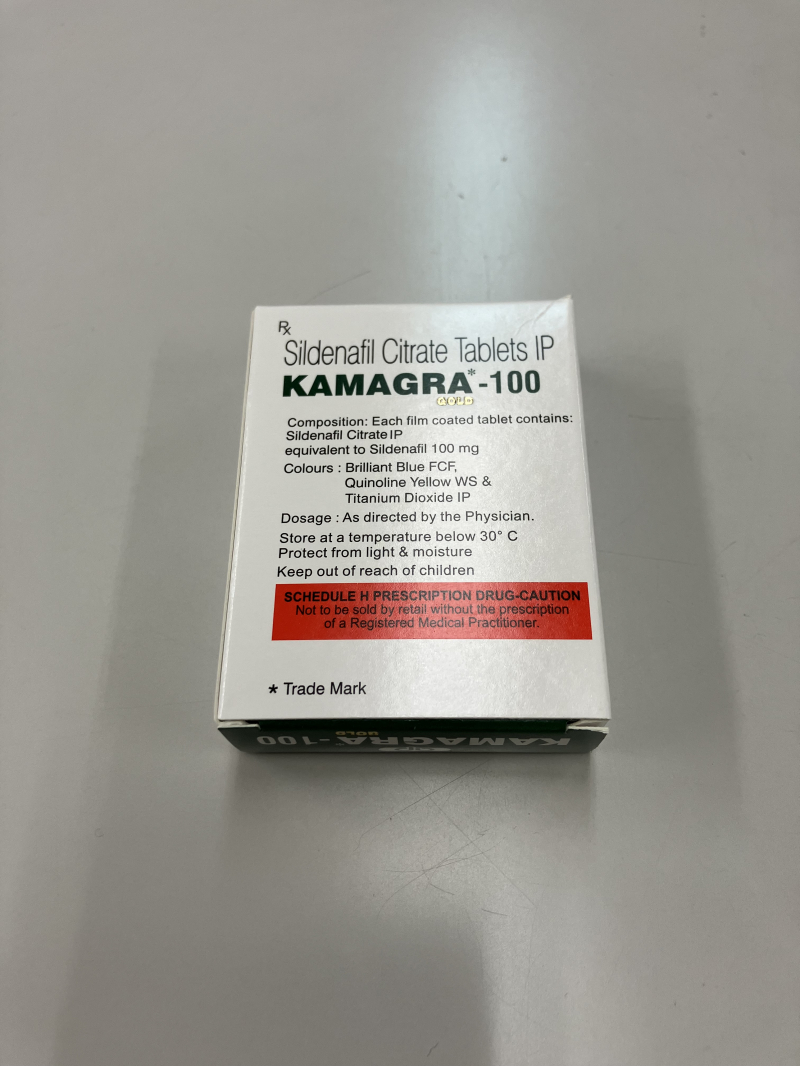 Rx
Sildenafil Citrate Tablets IP
KAMAGRA*-100
GOLD
Composition: Each film coated tablet contains:
Sildenafil Citrate IP
equivalent to Sildenafil 100 mg
Colours : Brilliant Blue FCF,
Quinoline Yellow WS &
Titanium Dioxide IP
Dosage : As directed by the Physician.
Store at a temperature below 30° C
Protect from light & moisture
Keep out of reach of children
SCHEDULE H PRESCRIPTION DRUG-CAUTION
Not to be sold by retail without the prescription
of a Registered Medical Practitioner.
* Trade Mark
KAMAGRA-100
GOLD